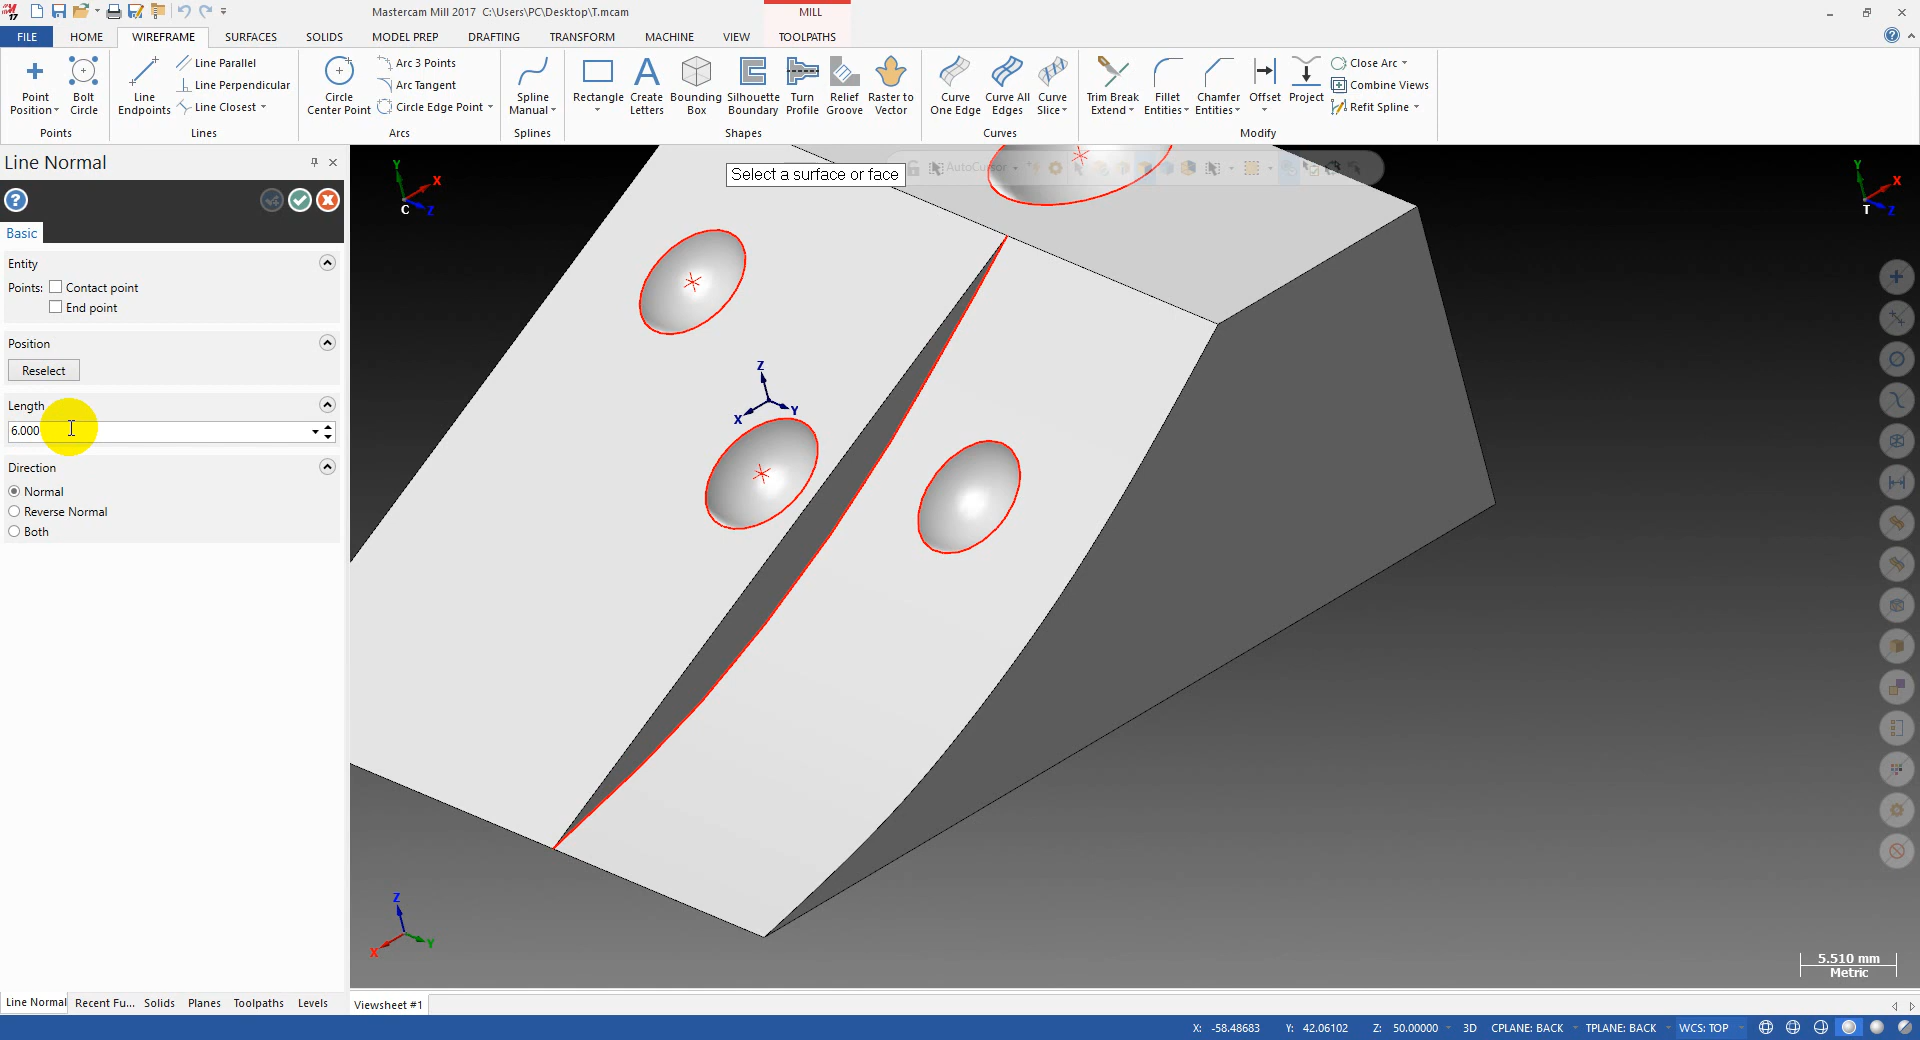 Mastercam Mill 2017 C:\Users\PC\Desktop\T.mcam
MILL
FILE HOME WIREFRAME SURFACES SOLIDS MODEL PREP DRAFTING TRANSFORM MACHINE VIEW TOOLPATHS
Point Position
Bolt Circle
Points
Line Endpoints
Line Parallel
Line Perpendicular
Line Closest
Lines
Circle Center Point
Arc 3 Points
Arc Tangent
Circle Edge Point
Arcs
Spline Manual
Splines
Rectangle
Create Letters
Bounding Box
Silhouette Boundary
Turn Profile
Relief Groove
Raster to Vector
Shapes
Curve One Edge
Curve All Edges
Curve Slice
Curves
Trim Break Extend
Fillet Entities
Chamfer Entities
Offset
Project
Close Arc
Combine Views
Refit Spline
Modify
Line Normal
Basic
Entity
Points: Contact point
End point
Position
Reselect
Length
6.000
Direction
Normal
Reverse Normal
Both
Select a surface or face
AutoCursor
Y
X
Z
C
Y
X
Z
T
Z
X
Y
Z
X
Y
5.510 mm
Metric
Line Normal Recent Fu... Solids Planes Toolpaths Levels
Viewsheet #1
X: -58.48683 Y: 42.06102 Z: 50.00000 3D CPLANE: BACK TPLANE: BACK WCS: TOP